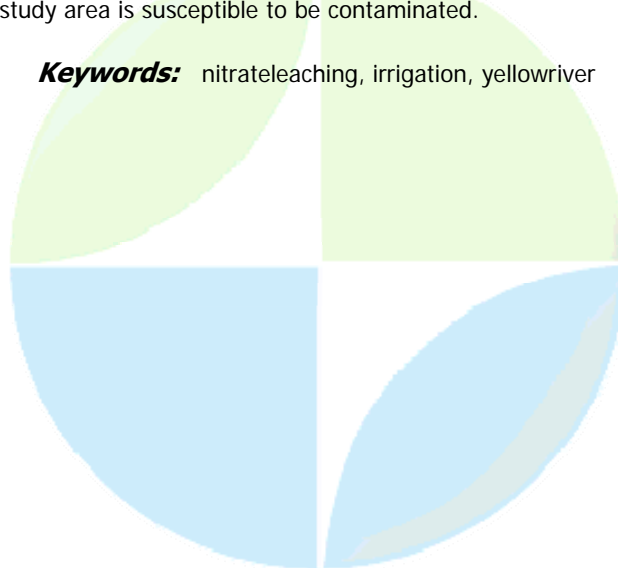 study area is susceptible to be contaminated.
Keywords: nitrateleaching, irrigation, yellowriver